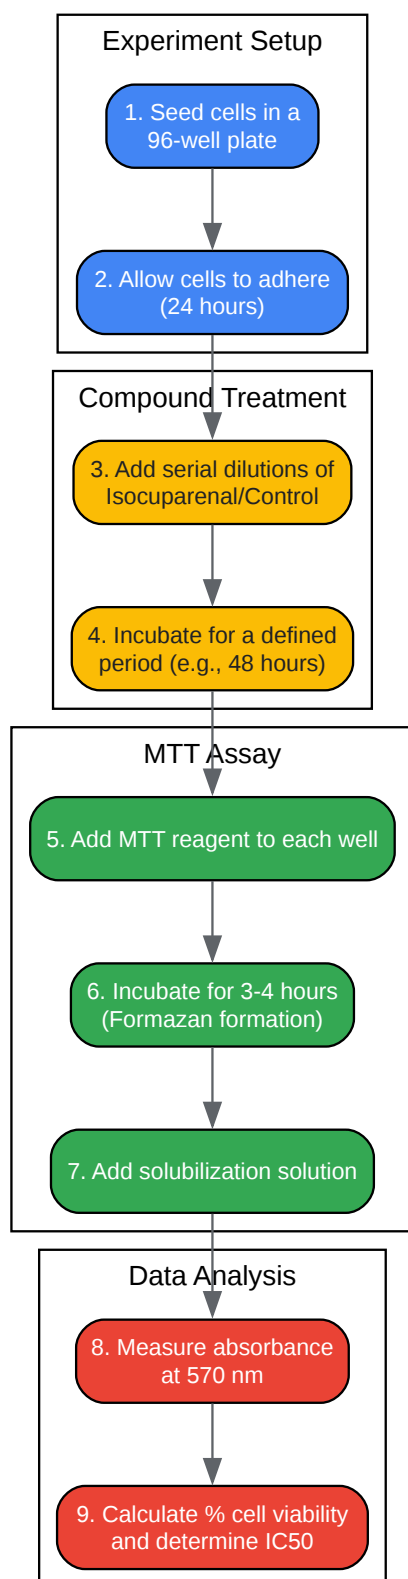 Experiment Setup
1. Seed cells in a
96-well plate
2. Allow cells to adhere
(24 hours)
Compound Treatment
3. Add serial dilutions of
Isocuparenal/Control
4. Incubate for a defined
period (e.g., 48 hours)
MTT Assay
5. Add MTT reagent to each well
6. Incubate for 3-4 hours
(Formazan formation)
7. Add solubilization solution
Data Analysis
8. Measure absorbance
at 570 nm
9. Calculate % cell viability
and determine IC50